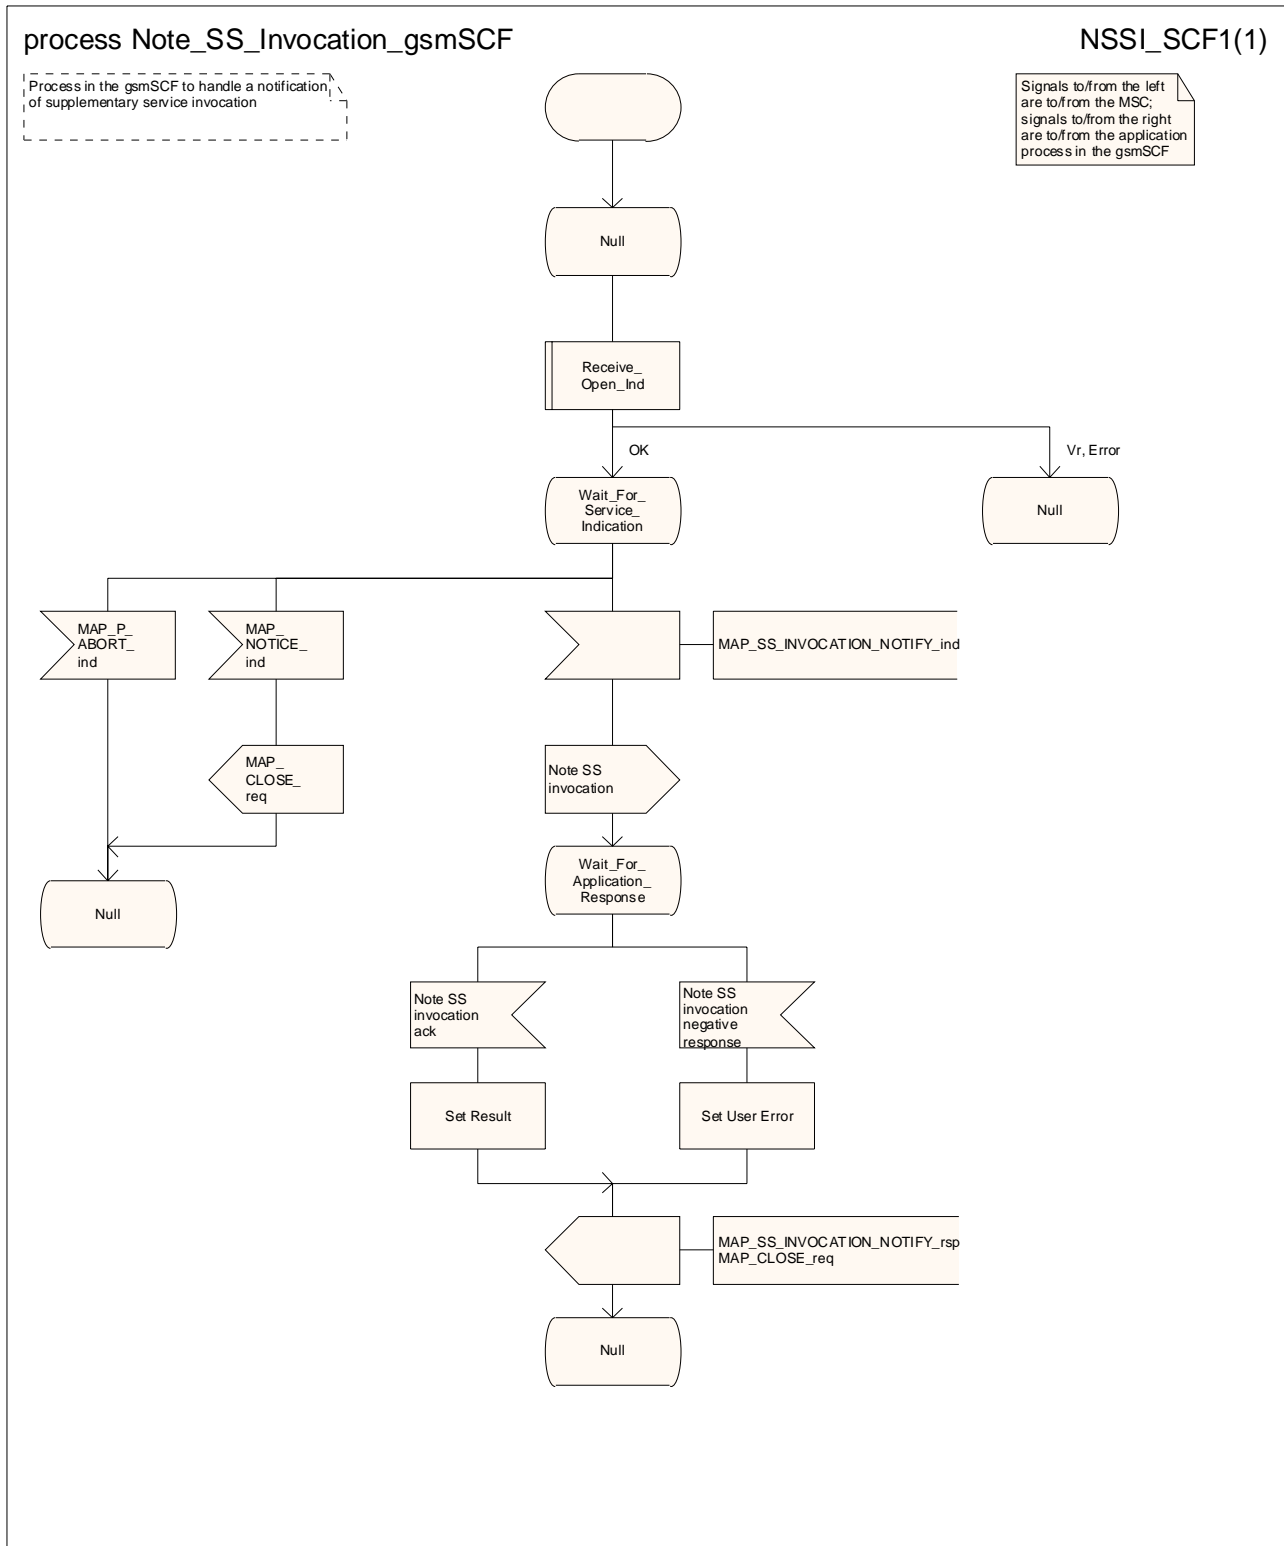 process Note_SS_Invocation_gsmSCF
NSSI_SCF1(1)
Process in the gsmSCF to handle a notification
of supplementary service invocation
Signals to/from the left
are to/from the MSC;
signals to/from the right
are to/from the application
process in the gsmSCF
Null
Receive_
Open_Ind
OK
Vr, Error
Wait_For_
Service_
Indication
Null
MAP_P_
ABORT_
ind
MAP_
NOTICE_
ind
MAP_SS_INVOCATION_NOTIFY_ind
MAP_
CLOSE_
req
Note SS
invocation
Wait_For_
Application_
Response
Null
Note SS
invocation
ack
Note SS
invocation
negative
response
Set Result
Set User Error
MAP_SS_INVOCATION_NOTIFY_rsp
MAP_CLOSE_req
Null